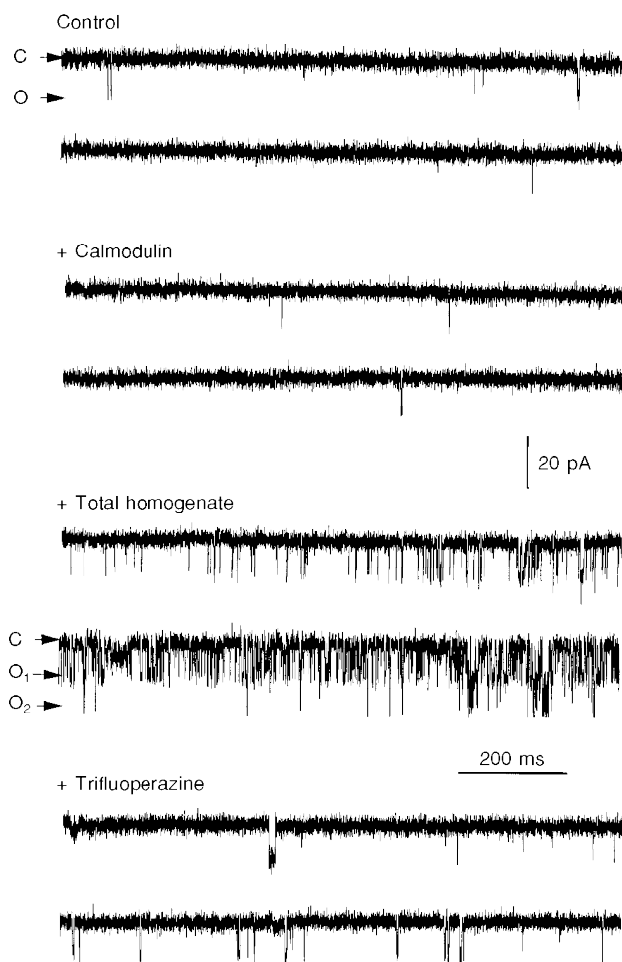 Control
C
O
+ Calmodulin
20 pA
+ Total homogenate
C
O₁
O₂
200 ms
+ Trifluoperazine